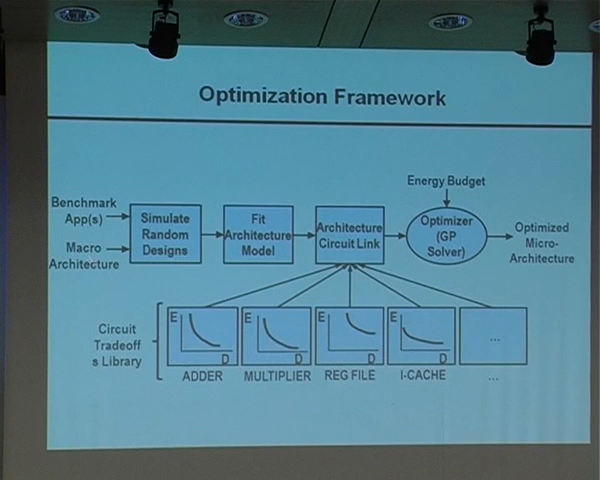 Optimization Framework
Energy Budget
Benchmark
App(s)
Macro
Architecture
Simulate
Random
Designs
Fit
Architecture
Model
Architecture
Circuit Link
Optimizer
(GP
Solver)
Optimized
Micro-
Architecture
Circuit
Tradeoff
s Library
E
D
E
D
E
D
E
D
...
ADDER
MULTIPLIER
REG FILE
I-CACHE
...